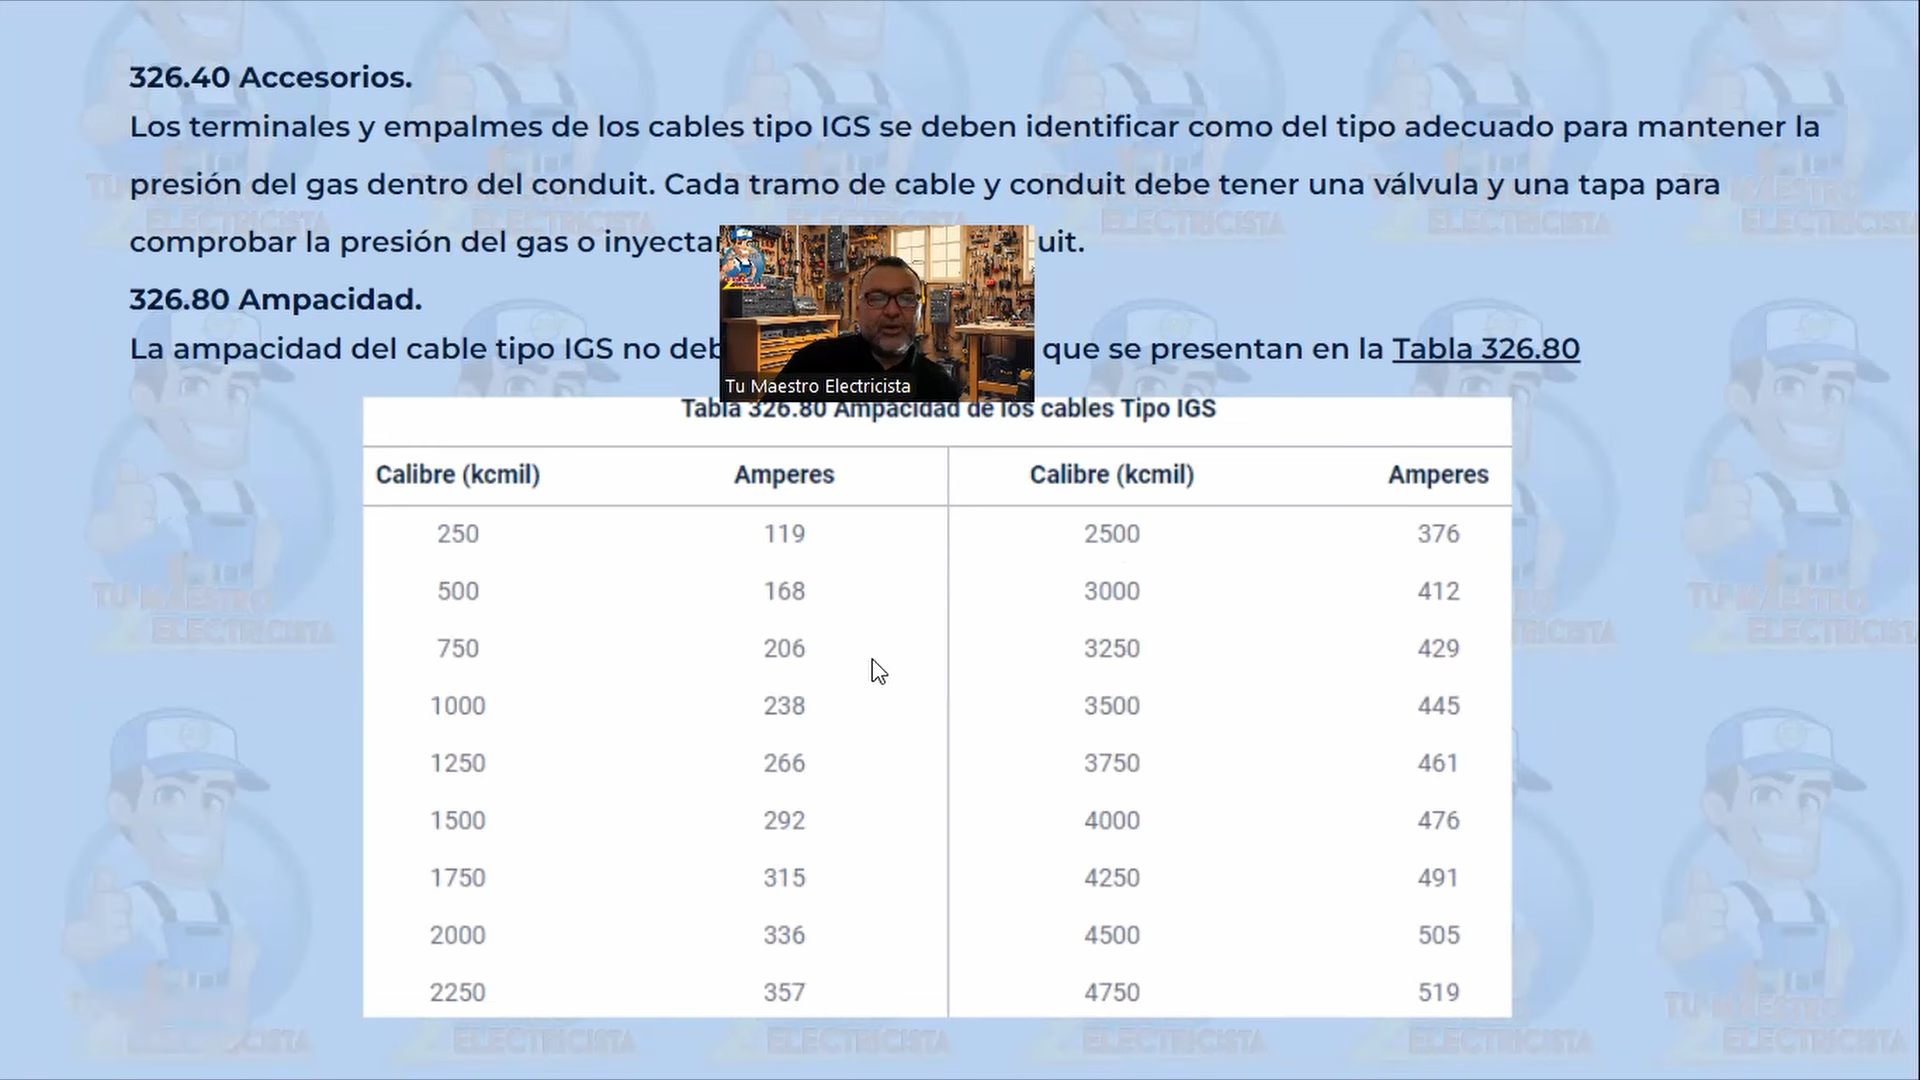 326.40 Accesorios.
Los terminales y empalmes de los cables tipo IGS se deben identificar como del tipo adecuado para mantener la
presión del gas dentro del conduit. Cada tramo de cable y conduit debe tener una válvula y una tapa para
comprobar la presión del gas o inyecta uit.
326.80 Ampacidad.
La ampacidad del cable tipo IGS no deb que se presentan en la Tabla 326.80
Tu Maestro Electricista
Tabla 326.80 Ampacidad de los cables Tipo IGS
Calibre (kcmil) Amperes Calibre (kcmil) Amperes
250 119 2500 376
500 168 3000 412
750 206 3250 429
1000 238 3500 445
1250 266 3750 461
1500 292 4000 476
1750 315 4250 491
2000 336 4500 505
2250 357 4750 519
TU MAESTRO
ELECTRICISTA